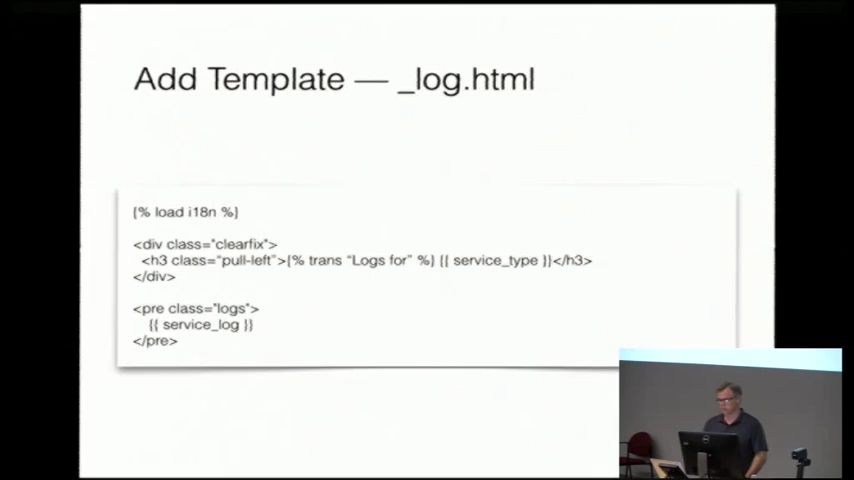 Add Template — _log.html
{% load i18n %}
<div class="clearfix">
<h3 class="pull-left">{% trans “Logs for” %} {{ service_type }}</h3>
</div>
<pre class="logs">
{{ service_log }}
</pre>